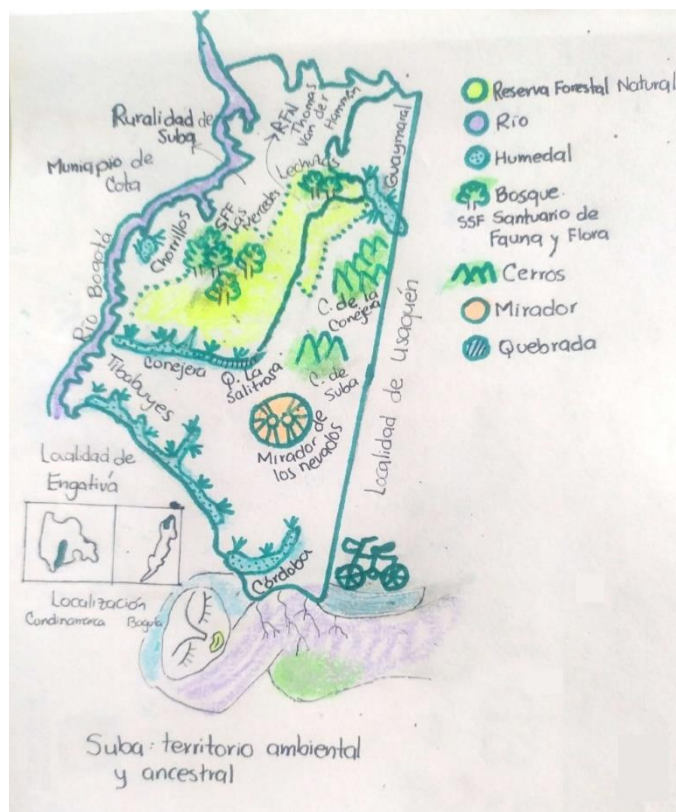 Ruralidad de
Suba
Municipio de
Cota
RFN
Thomas
Van der
Hammen
Lechuzas
Guaymaral
SFF
Las
Mercedes
Chorrillos
Río Bogotá
C. de la
Conejera
Conejera
Q. La
Salitrosa
C. de
Suba
Tibabuyes
Mirador de
los nevados
Localidad de Usaquén
Localidad de
Engativá
Córdoba
Localización
Condinamarca
Bogotá
Reserva Forestal Natural
Río
Humedal
Bosque
SSF Santuario de
Fauna y Flora
Cerros
Mirador
Quebrada
Suba: territorio ambiental
y ancestral